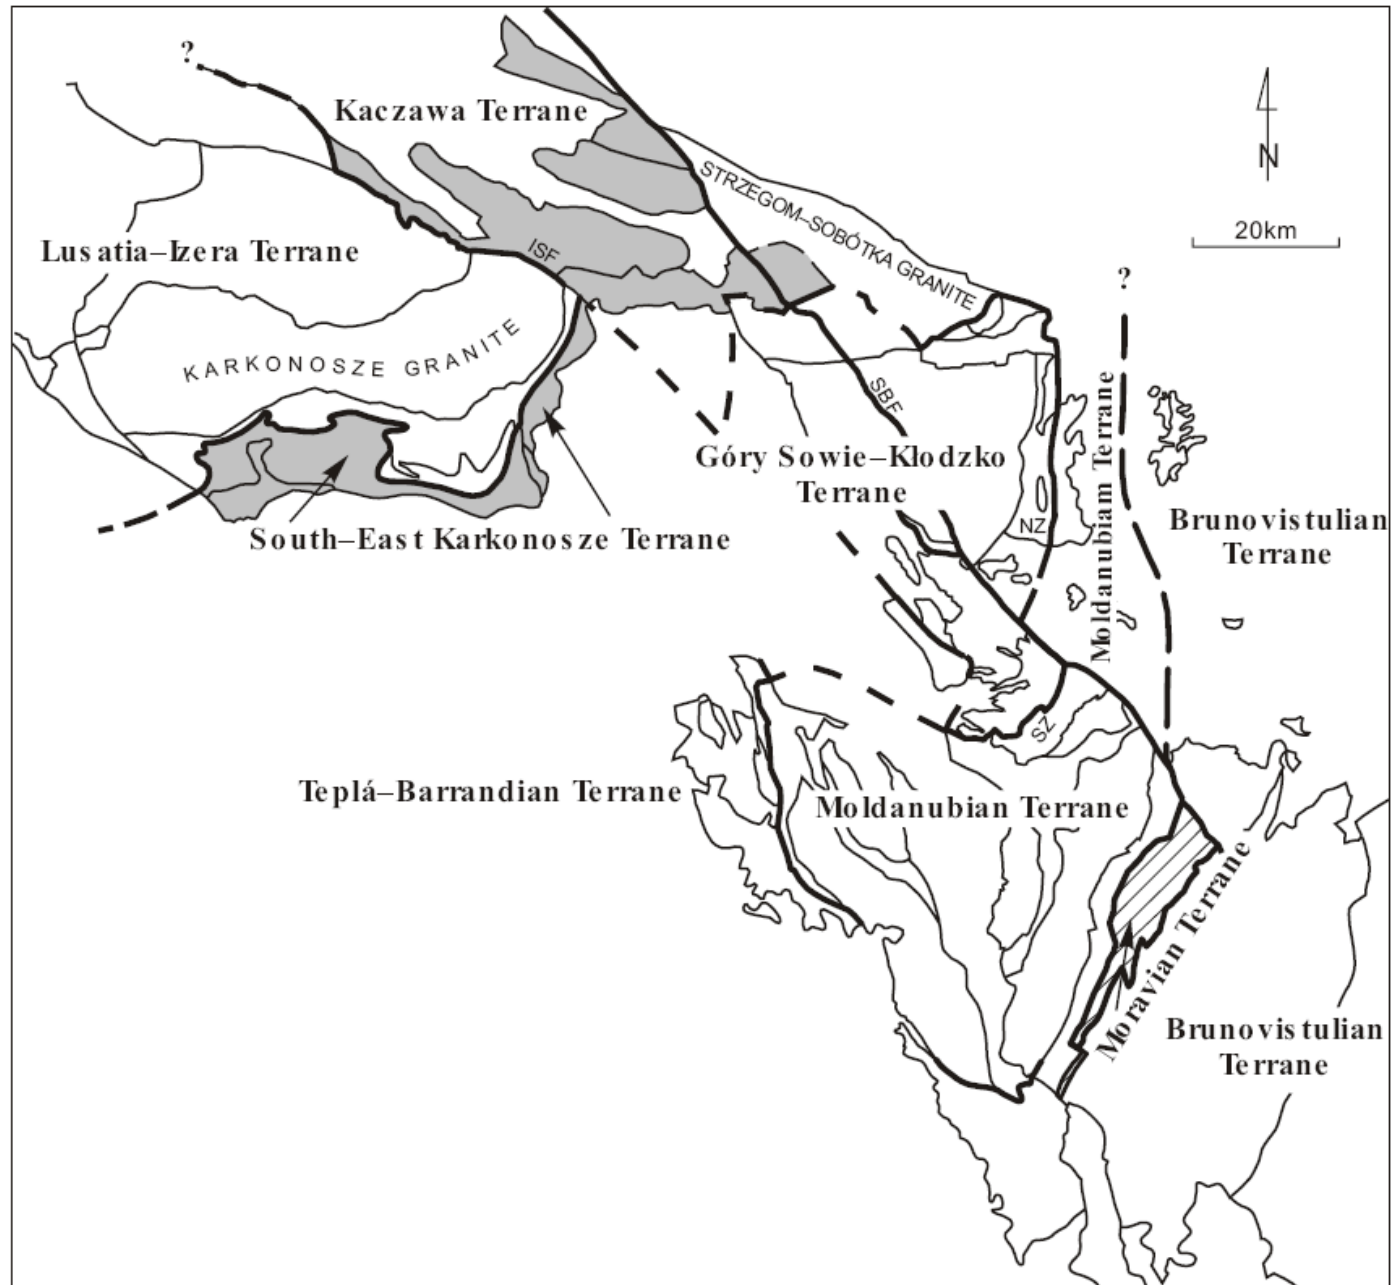 ?
Kaczawa Terrane
N
20km
STRZEGOM–SOBÓTKA GRANITE
Lusatia–Izera Terrane
ISF
?
KARKONOSZE GRANITE
SBF
Moldanubiam Terrane
Góry Sowie–Kłodzko
Terrane
NZ
Brunovistulian
Terrane
South–East Karkonosze Terrane
SZ
Teplá–Barrandian Terrane
Moldanubian Terrane
Moravian Terrane
Brunovistulian
Terrane